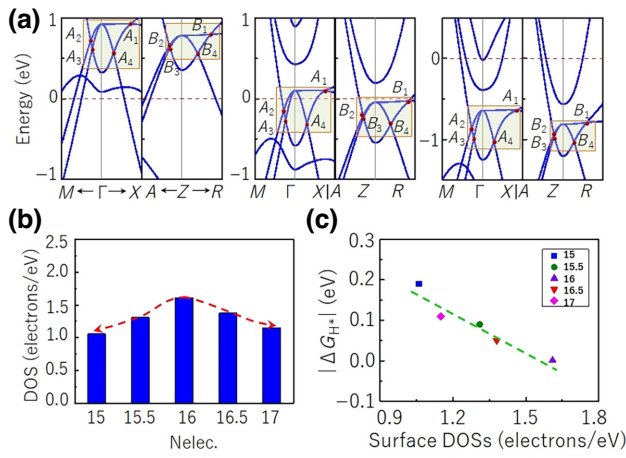 (a)
Energy (eV)
1
0
-1
A2
A3
A1
A4
B2
B1
B3
B4
M ← Γ → X
A ← Z → R
1
0
-1
A2
A3
A1
A4
B1
B2
B3
B4
M Γ X|A Z R
0
-1
A1
A2
A3
A4
B1
B2
B3
B4
M Γ X|A Z R
(b)
DOS (electrons/eV)
2.5
2.0
1.5
1.0
0.5
0.0
15 15.5 16 16.5 17
Nelec.
(c)
|ΔGH*| (eV)
0.3
0.2
0.1
0.0
-0.1
15
15.5
16
16.5
17
0.9 1.2 1.5 1.8
Surface DOSs (electrons/eV)